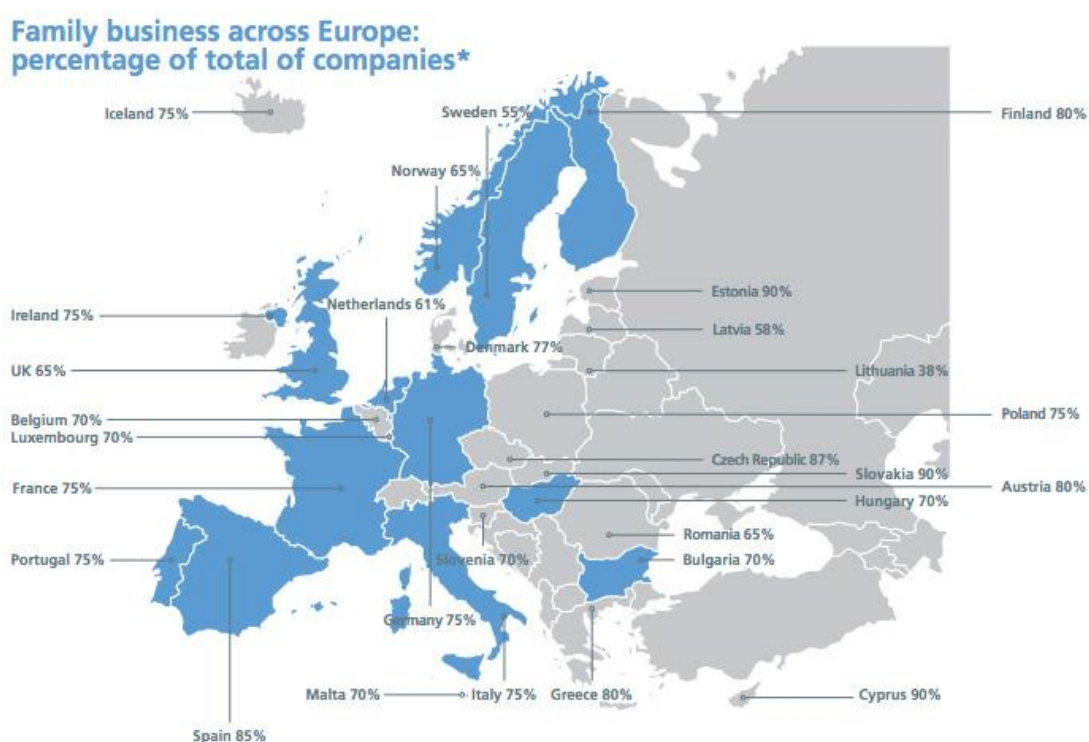 Family business across Europe:
percentage of total of companies*
Iceland 75%
Sweden 55%
Finland 80%
Norway 65%
Estonia 90%
Netherlands 61%
Ireland 75%
Latvia 58%
Denmark 77%
UK 65%
Lithuania 38%
Poland 75%
Belgium 70%
Luxembourg 70%
Czech Republic 87%
Slovakia 90%
France 75%
Austria 80%
Hungary 70%
Romania 65%
Portugal 75%
Slovenia 70%
Bulgaria 70%
Germany 75%
Malta 70%
Italy 75%
Greece 80%
Cyprus 90%
Spain 85%